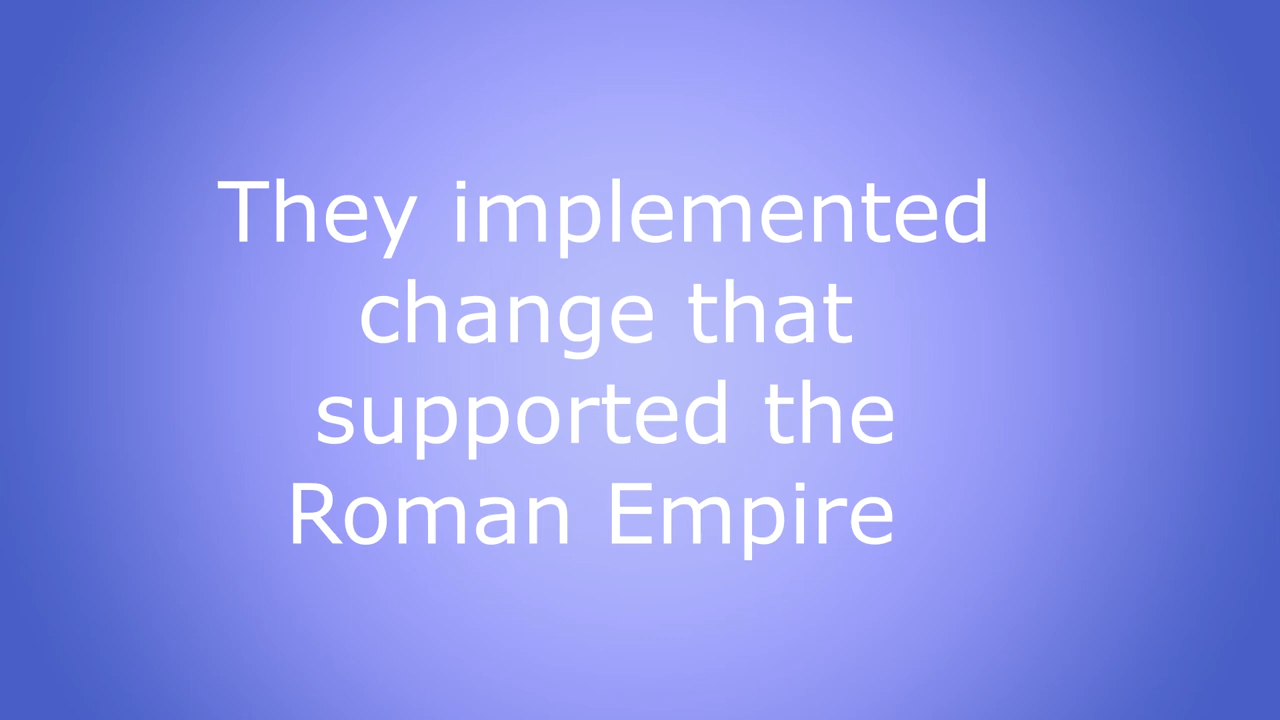 They implemented
change that
supported the
Roman Empire